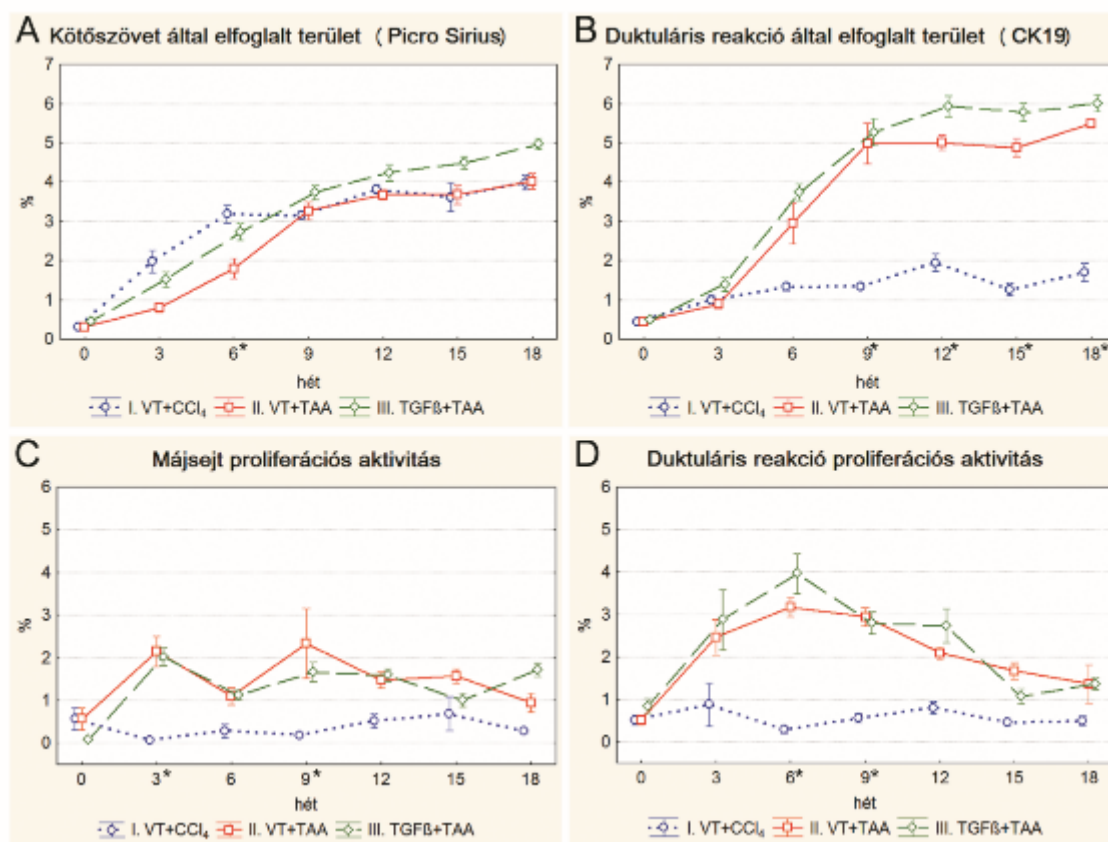 A Kötőszövet által elfoglalt terület ( Picro Sirius)
7
6
5
4
3
2
1
0
%
0 3 6* 9 12 15 18
hét
I. VT+CCl₄ II. VT+TAA III. TGFß+TAA
B Duktuláris reakció által elfoglalt terület ( CK19)
7
6
5
4
3
2
1
0
%
0 3 6 9* 12* 15* 18*
hét
I. VT+CCl₄ II. VT+TAA III. TGFß+TAA
C Májsejt proliferációs aktivitás
6
5
4
3
2
1
0
%
0 3* 6 9* 12 15 18
hét
I. VT+CCl₄ II. VT+TAA III. TGFß+TAA
D Duktuláris reakció proliferációs aktivitás
6
5
4
3
2
1
0
%
0 3 6* 9* 12 15 18
hét
I. VT+CCl₄ II. VT+TAA III. TGFß+TAA